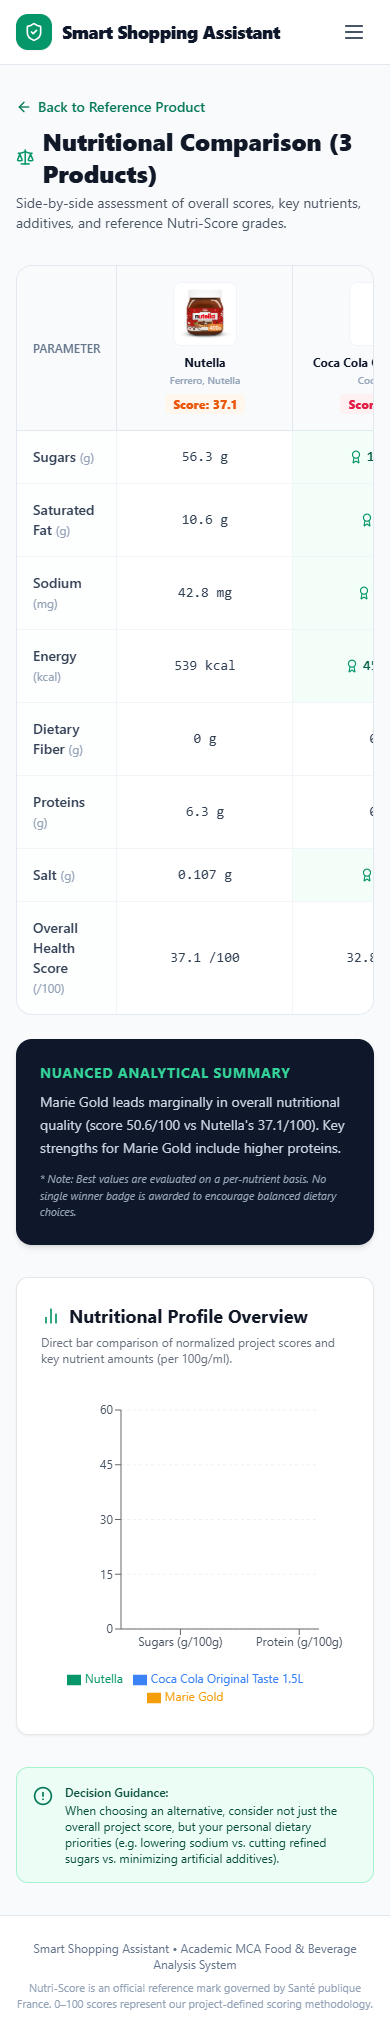 Smart Shopping Assistant
Back to Reference Product
Nutritional Comparison (3
Products)
Side-by-side assessment of overall scores, key nutrients,
additives, and reference Nutri-Score grades.
PARAMETER
Nutella
Ferrero, Nutella
Score: 37.1
Coca Cola
Sugars (g)
56.3 g
Saturated
Fat (g)
10.6 g
Sodium
(mg)
42.8 mg
Energy
(kcal)
539 kcal
Dietary
Fiber (g)
0 g
Proteins
(g)
6.3 g
Salt (g)
0.107 g
Overall
Health
Score
(/100)
37.1 /100
32.8
NUANCED ANALYTICAL SUMMARY
Marie Gold leads marginally in overall nutritional
quality (score 50.6/100 vs Nutella's 37.1/100). Key
strengths for Marie Gold include higher proteins.
* Note: Best values are evaluated on a per-nutrient basis. No
single winner badge is awarded to encourage balanced dietary
choices.
Nutritional Profile Overview
Direct bar comparison of normalized project scores and
key nutrient amounts (per 100g/ml).
60
45
30
15
0
Sugars (g/100g) Protein (g/100g)
Nutella Coca Cola Original Taste 1.5L
Marie Gold
Decision Guidance:
When choosing an alternative, consider not just the
overall project score, but your personal dietary
priorities (e.g. lowering sodium vs. cutting refined
sugars vs. minimizing artificial additives).
Smart Shopping Assistant • Academic MCA Food & Beverage
Analysis System
Nutri-Score is an official reference mark governed by Santé publique
France. 0–100 scores represent our project-defined scoring methodology.